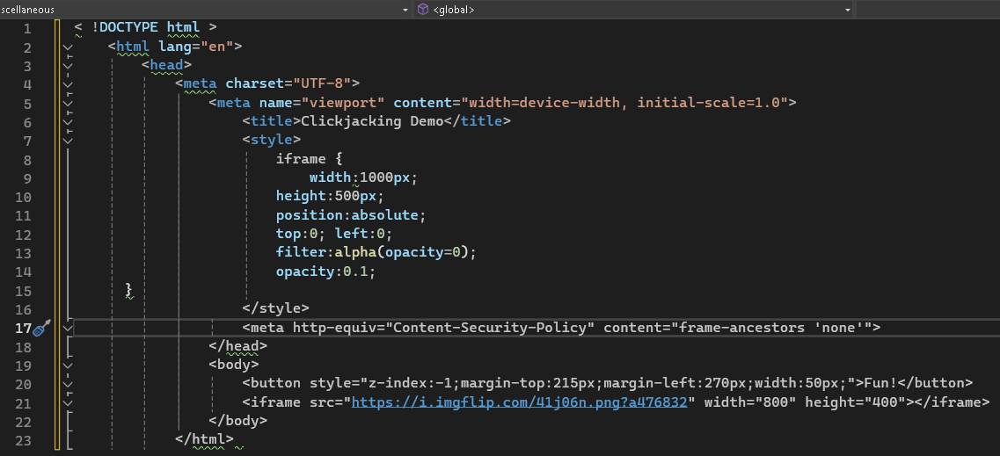 scellaneous <global>
1 < !DOCTYPE html >
2 <html lang="en">
3 <head>
4 <meta charset="UTF-8">
5 <meta name="viewport" content="width=device-width, initial-scale=1.0">
6 <title>Clickjacking Demo</title>
7 <style>
8 iframe {
9 width:1000px;
10 height:500px;
11 position:absolute;
12 top:0; left:0;
13 filter:alpha(opacity=0);
14 opacity:0.1;
15 }
16 </style>
17 <meta http-equiv="Content-Security-Policy" content="frame-ancestors 'none'">
18 </head>
19 <body>
20 <button style="z-index:-1;margin-top:215px;margin-left:270px;width:50px;">Fun!</button>
21 <iframe src="https://i.imgflip.com/41j06n.png?a476832" width="800" height="400"></iframe>
22 </body>
23 </html>